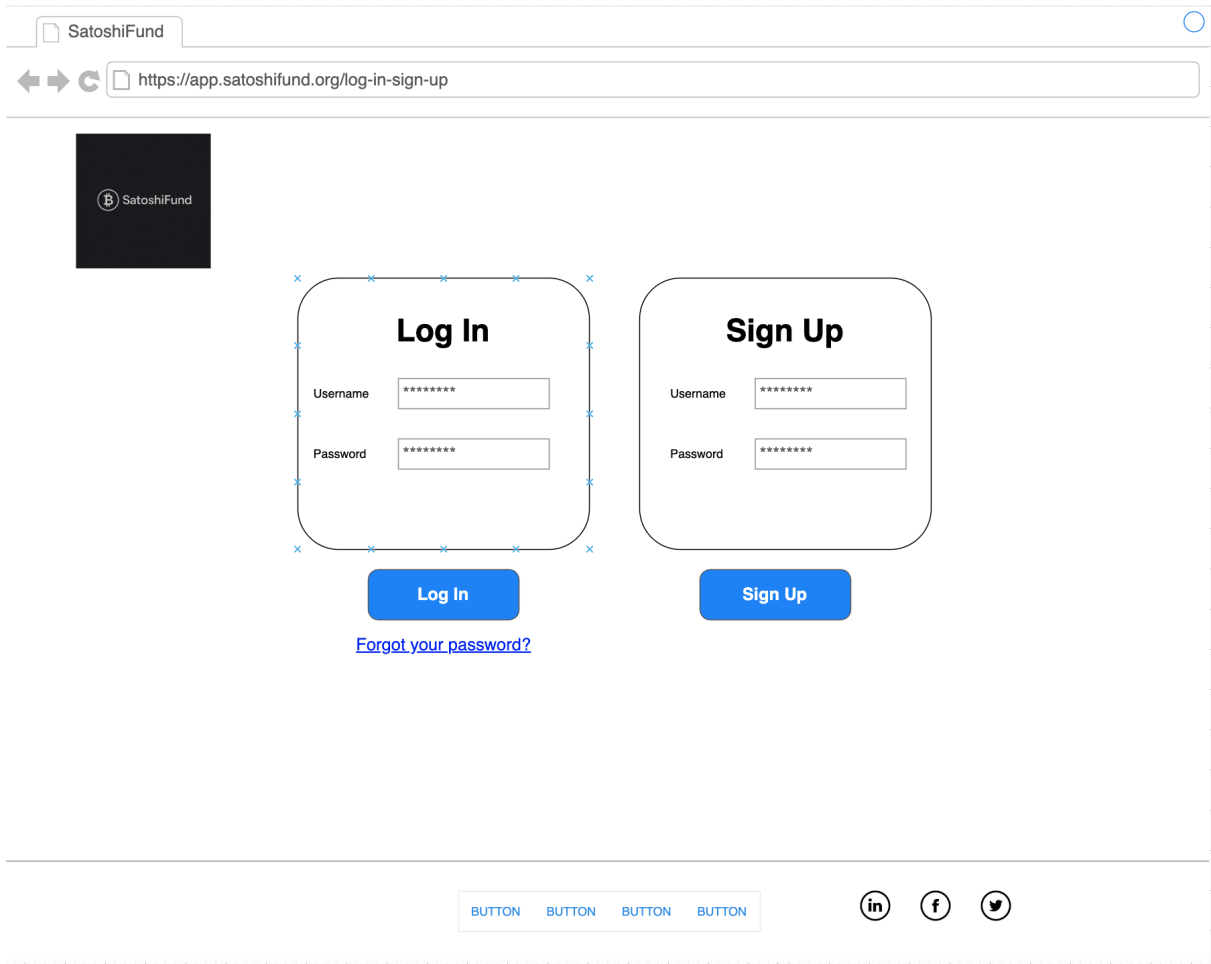 SatoshiFund
https://app.satoshifund.org/log-in-sign-up
SatoshiFund
Log In
Username ********
Password ********
Log In
Forgot your password?
Sign Up
Username ********
Password ********
Sign Up
BUTTON BUTTON BUTTON BUTTON
in f